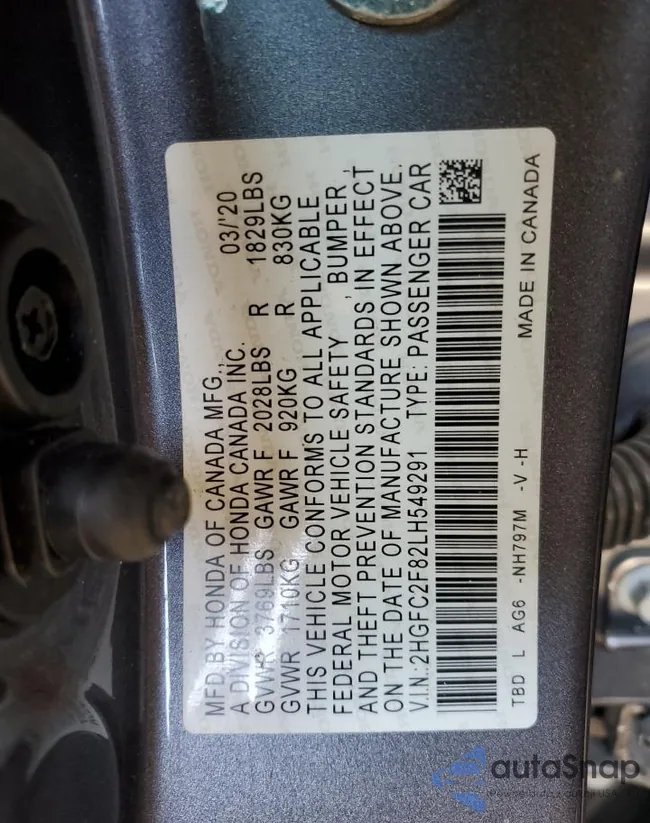 MFD.BY HONDA OF CANADA MFG., 03/'20
A DIVISION OF HONDA CANADA INC.
GVWR 3769LBS GAWR F 2028LBS R 1829LBS
GVWR 1710KG GAWR F 920KG R 830KG
THIS VEHICLE CONFORMS TO ALL APPLICABLE
FEDERAL MOTOR VEHICLE SAFETY, BUMPER,
AND THEFT PREVENTION STANDARDS IN EFFECT
ON THE DATE OF MANUFACTURE SHOWN ABOVE.
V.I.N.:2HGFC2F82LH549291 TYPE: PASSENGER CAR
TBD L AG6 -NH797M -V -H MADE IN CANADA
autoSnap